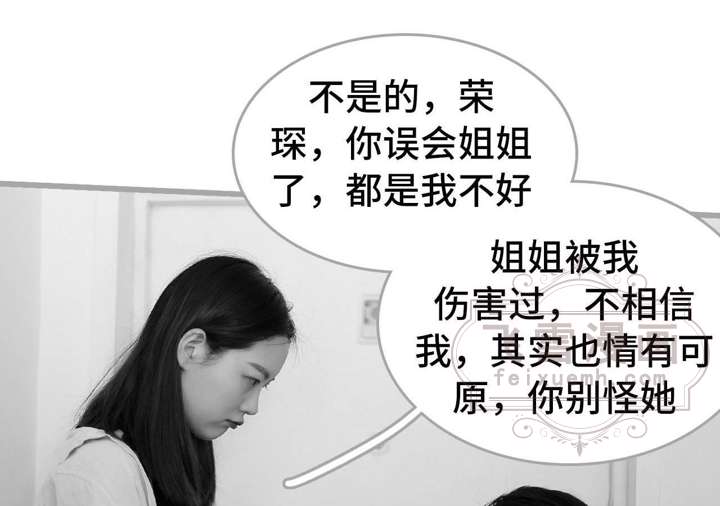 不是的，荣
琛，你误会姐姐
了，都是我不好
姐姐被我
伤害过，不相信
我，其实也情有可
原，你别怪她
飞雪漫画
feixuemh.com